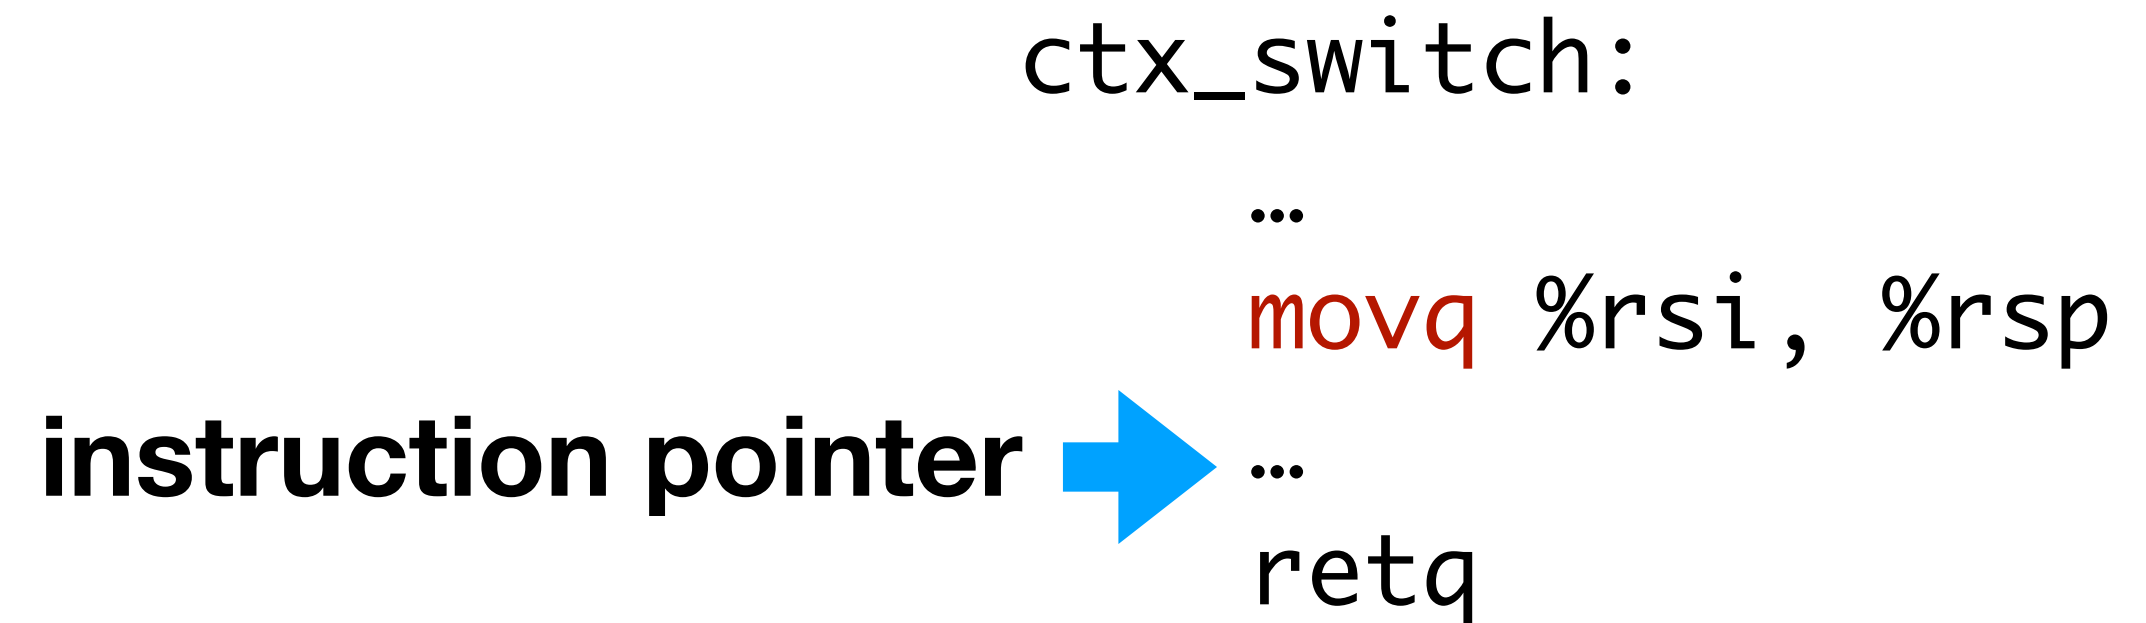 ctx_switch:
…
movq %rsi, %rsp
instruction pointer …
retq